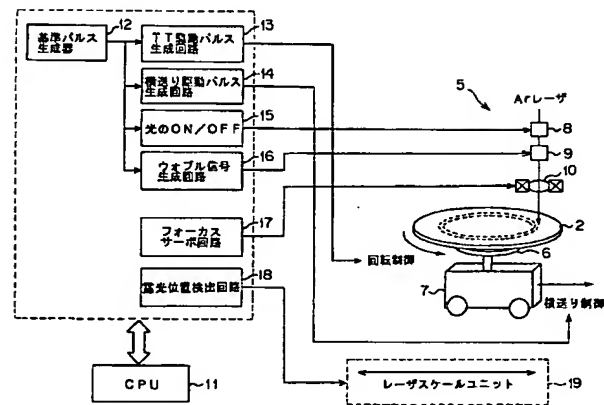 12
基準パルス
生成器
13
TT駆動パルス
生成回路
横送り駆動パルス
生成回路
14
光のON/OFF
15
ウォブル信号
生成回路
16
フォーカス
サーボ回路
17
露光位置検出回路
18
CPU
11
5
Arレーザ
8
9
10
2
6
7
回転制御
横送り制御
レーザスケールユニット
19